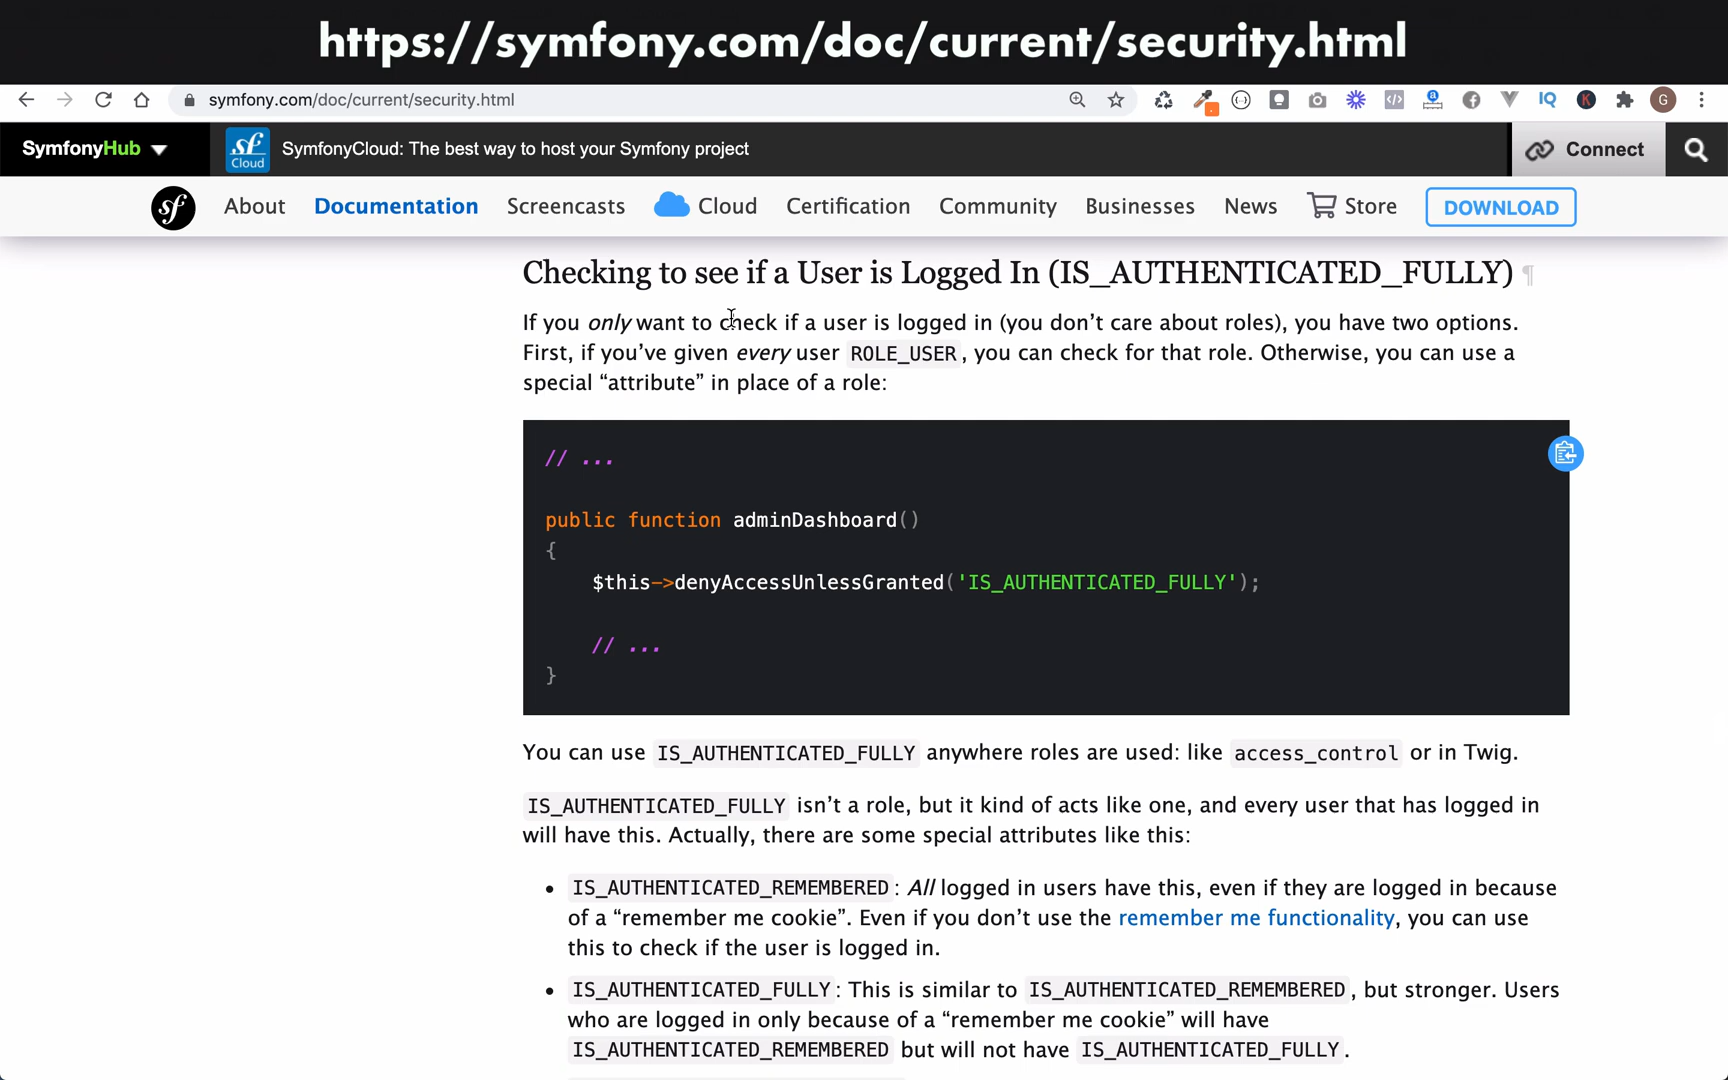 https://symfony.com/doc/current/security.html
symfony.com/doc/current/security.html
IQ
K
G
SymfonyHub
sf
Cloud
SymfonyCloud: The best way to host your Symfony project
Connect
sf
About
Documentation
Screencasts
Cloud
Certification
Community
Businesses
News
Store
DOWNLOAD
Checking to see if a User is Logged In (IS_AUTHENTICATED_FULLY) ¶
If you only want to check if a user is logged in (you don’t care about roles), you have two options.
First, if you’ve given every user ROLE_USER, you can check for that role. Otherwise, you can use a
special “attribute” in place of a role:
// ...
public function adminDashboard()
{
$this->denyAccessUnlessGranted('IS_AUTHENTICATED_FULLY');
// ...
}
You can use IS_AUTHENTICATED_FULLY anywhere roles are used: like access_control or in Twig.
IS_AUTHENTICATED_FULLY isn’t a role, but it kind of acts like one, and every user that has logged in
will have this. Actually, there are some special attributes like this:
• IS_AUTHENTICATED_REMEMBERED: All logged in users have this, even if they are logged in because
of a “remember me cookie”. Even if you don’t use the remember me functionality, you can use
this to check if the user is logged in.
• IS_AUTHENTICATED_FULLY: This is similar to IS_AUTHENTICATED_REMEMBERED, but stronger. Users
who are logged in only because of a “remember me cookie” will have
IS_AUTHENTICATED_REMEMBERED but will not have IS_AUTHENTICATED_FULLY.